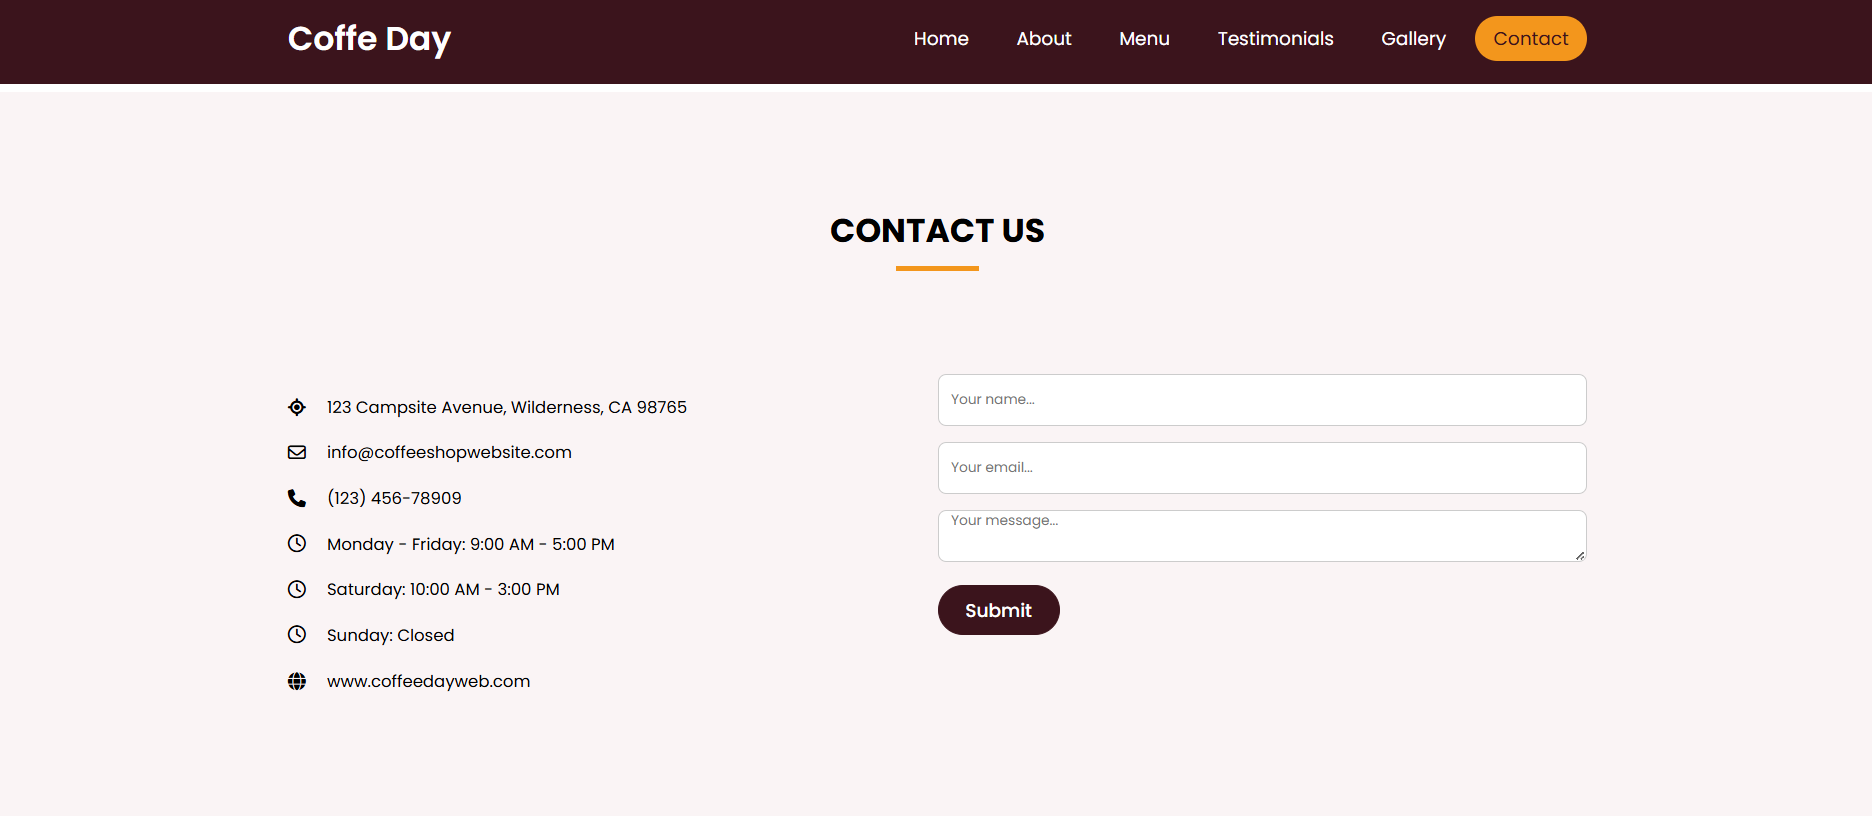 Coffe Day
Home About Menu Testimonials Gallery Contact
CONTACT US
123 Campsite Avenue, Wilderness, CA 98765
info@coffeeshopwebsite.com
(123) 456-78909
Monday - Friday: 9:00 AM - 5:00 PM
Saturday: 10:00 AM - 3:00 PM
Sunday: Closed
www.coffeedayweb.com
Your name...
Your email...
Your message...
Submit